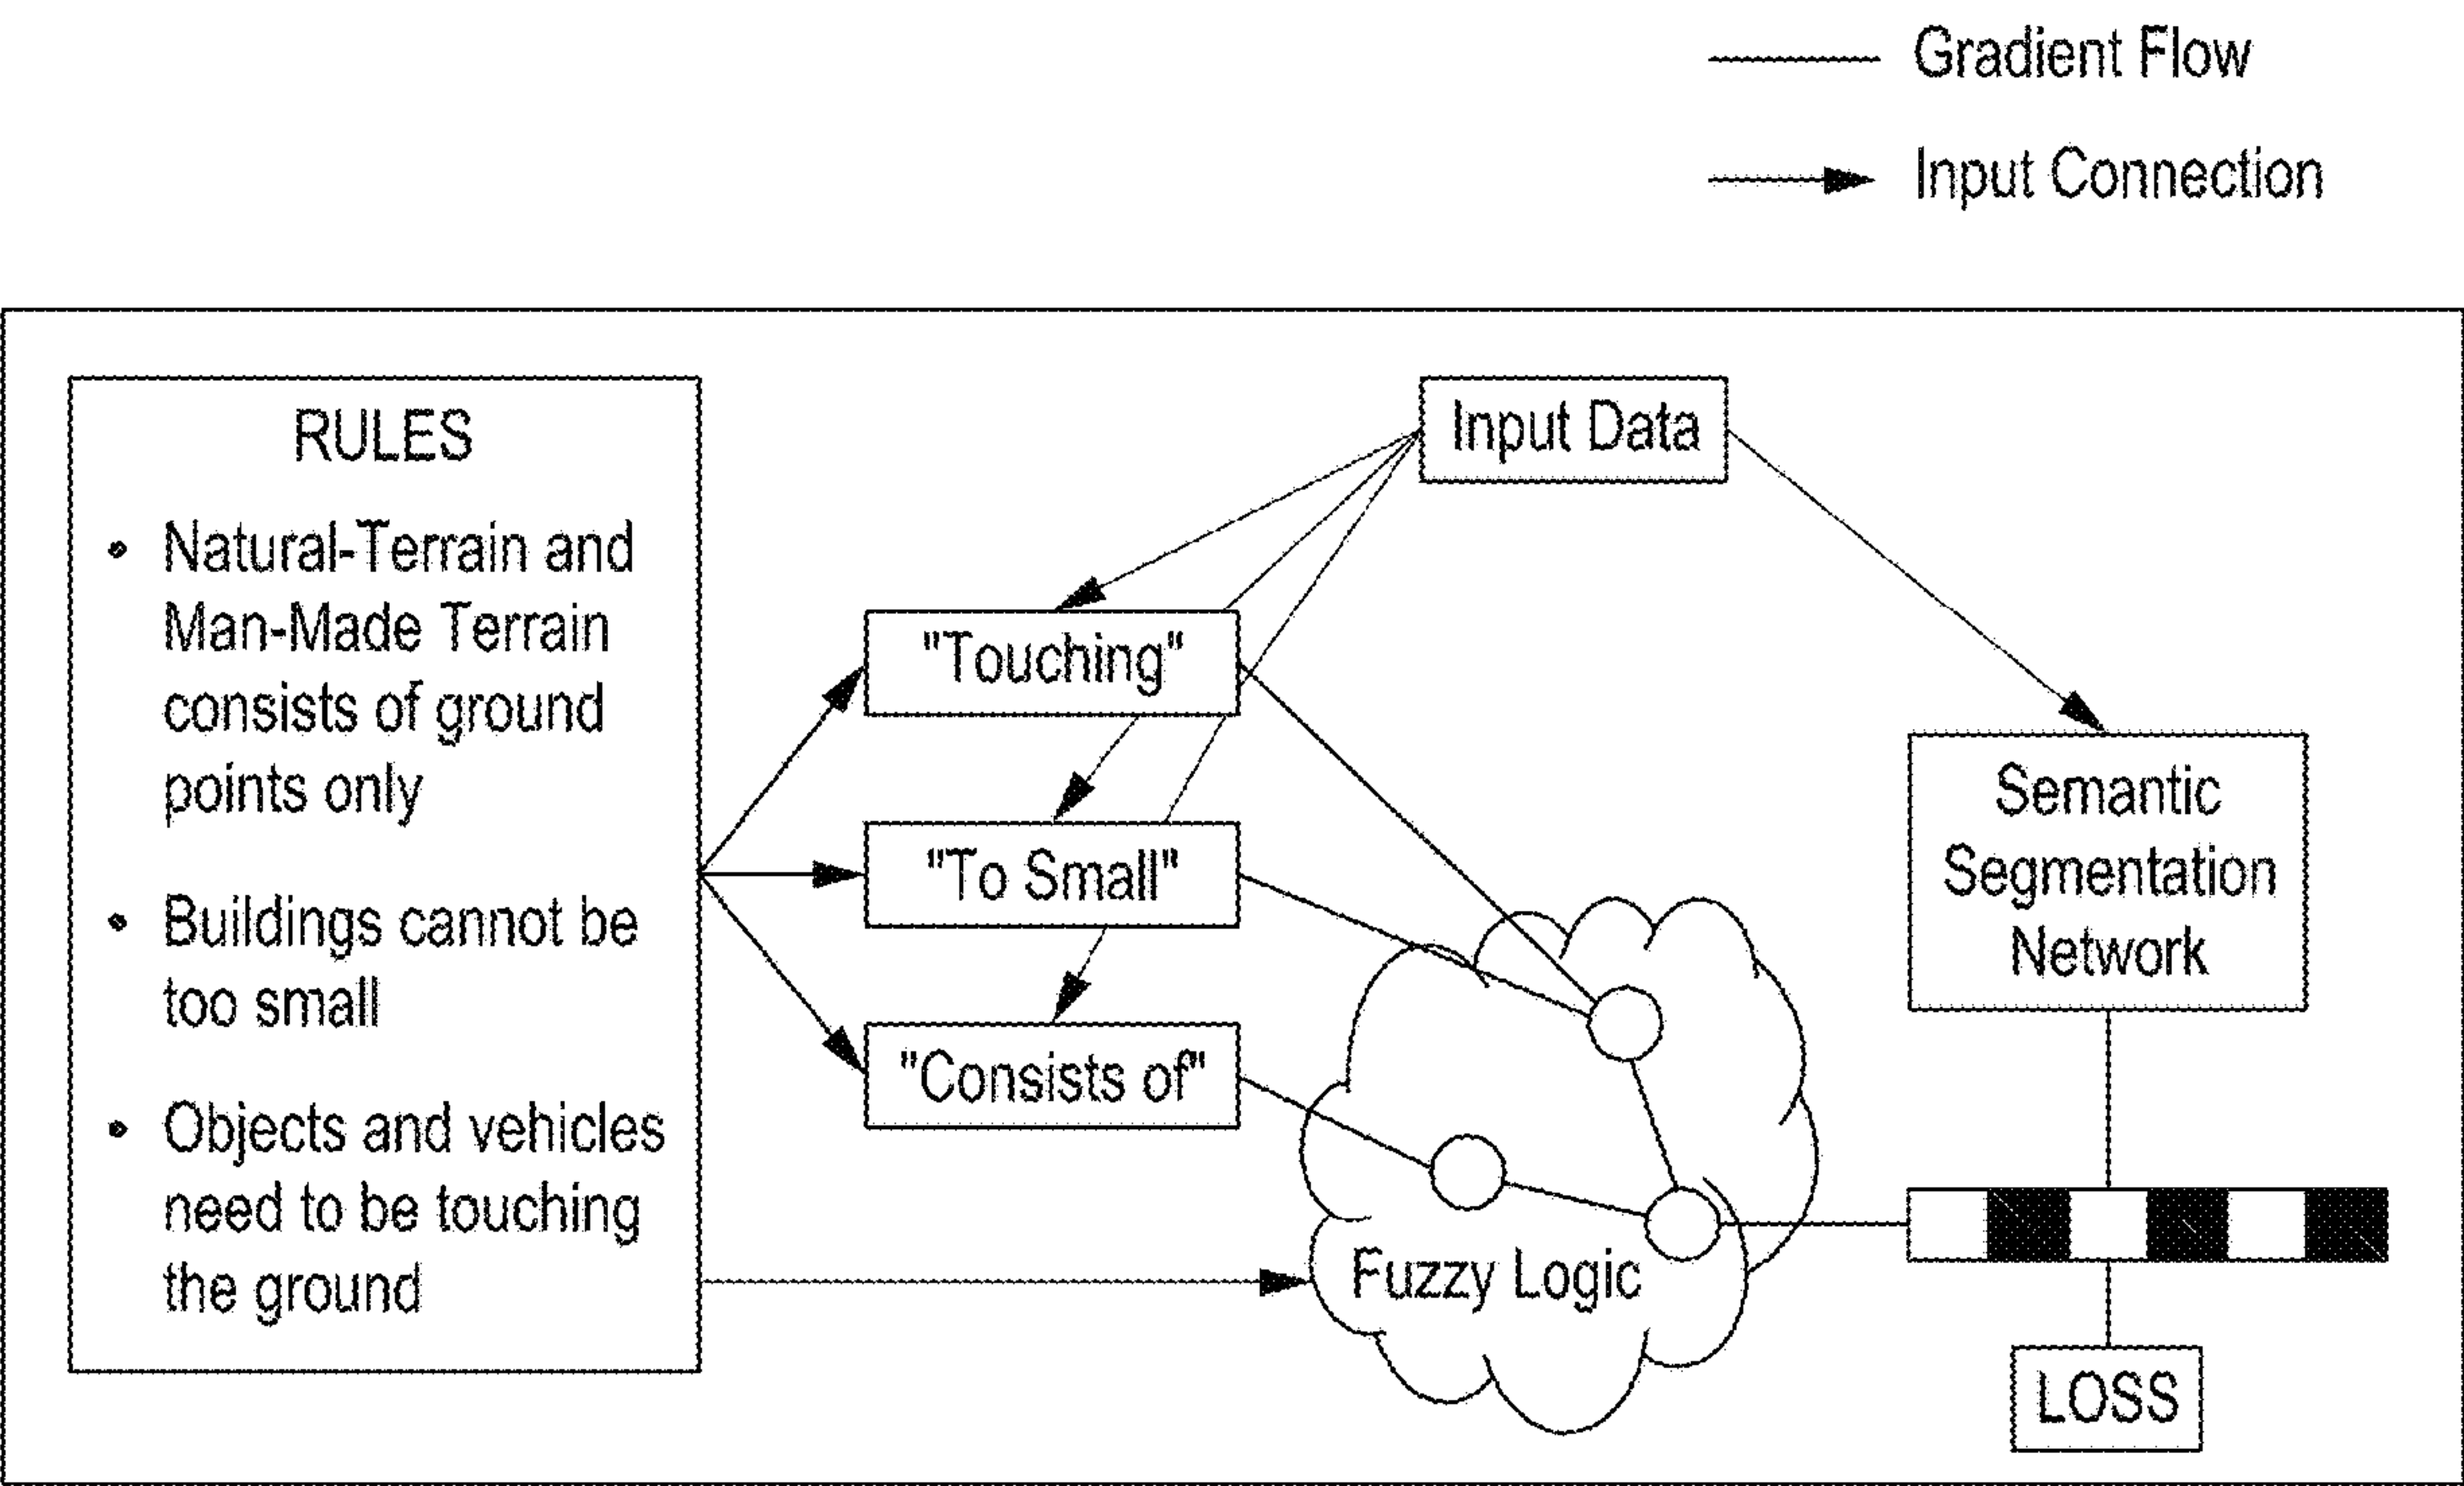 Gradient Flow
Input Connection
RULES
• Natural-Terrain and
Man-Made Terrain
consists of ground
points only
• Buildings cannot be
too small
• Objects and vehicles
need to be touching
the ground
Input Data
"Touching"
"To Small"
"Consists of"
Fuzzy Logic
Semantic
Segmentation
Network
LOSS